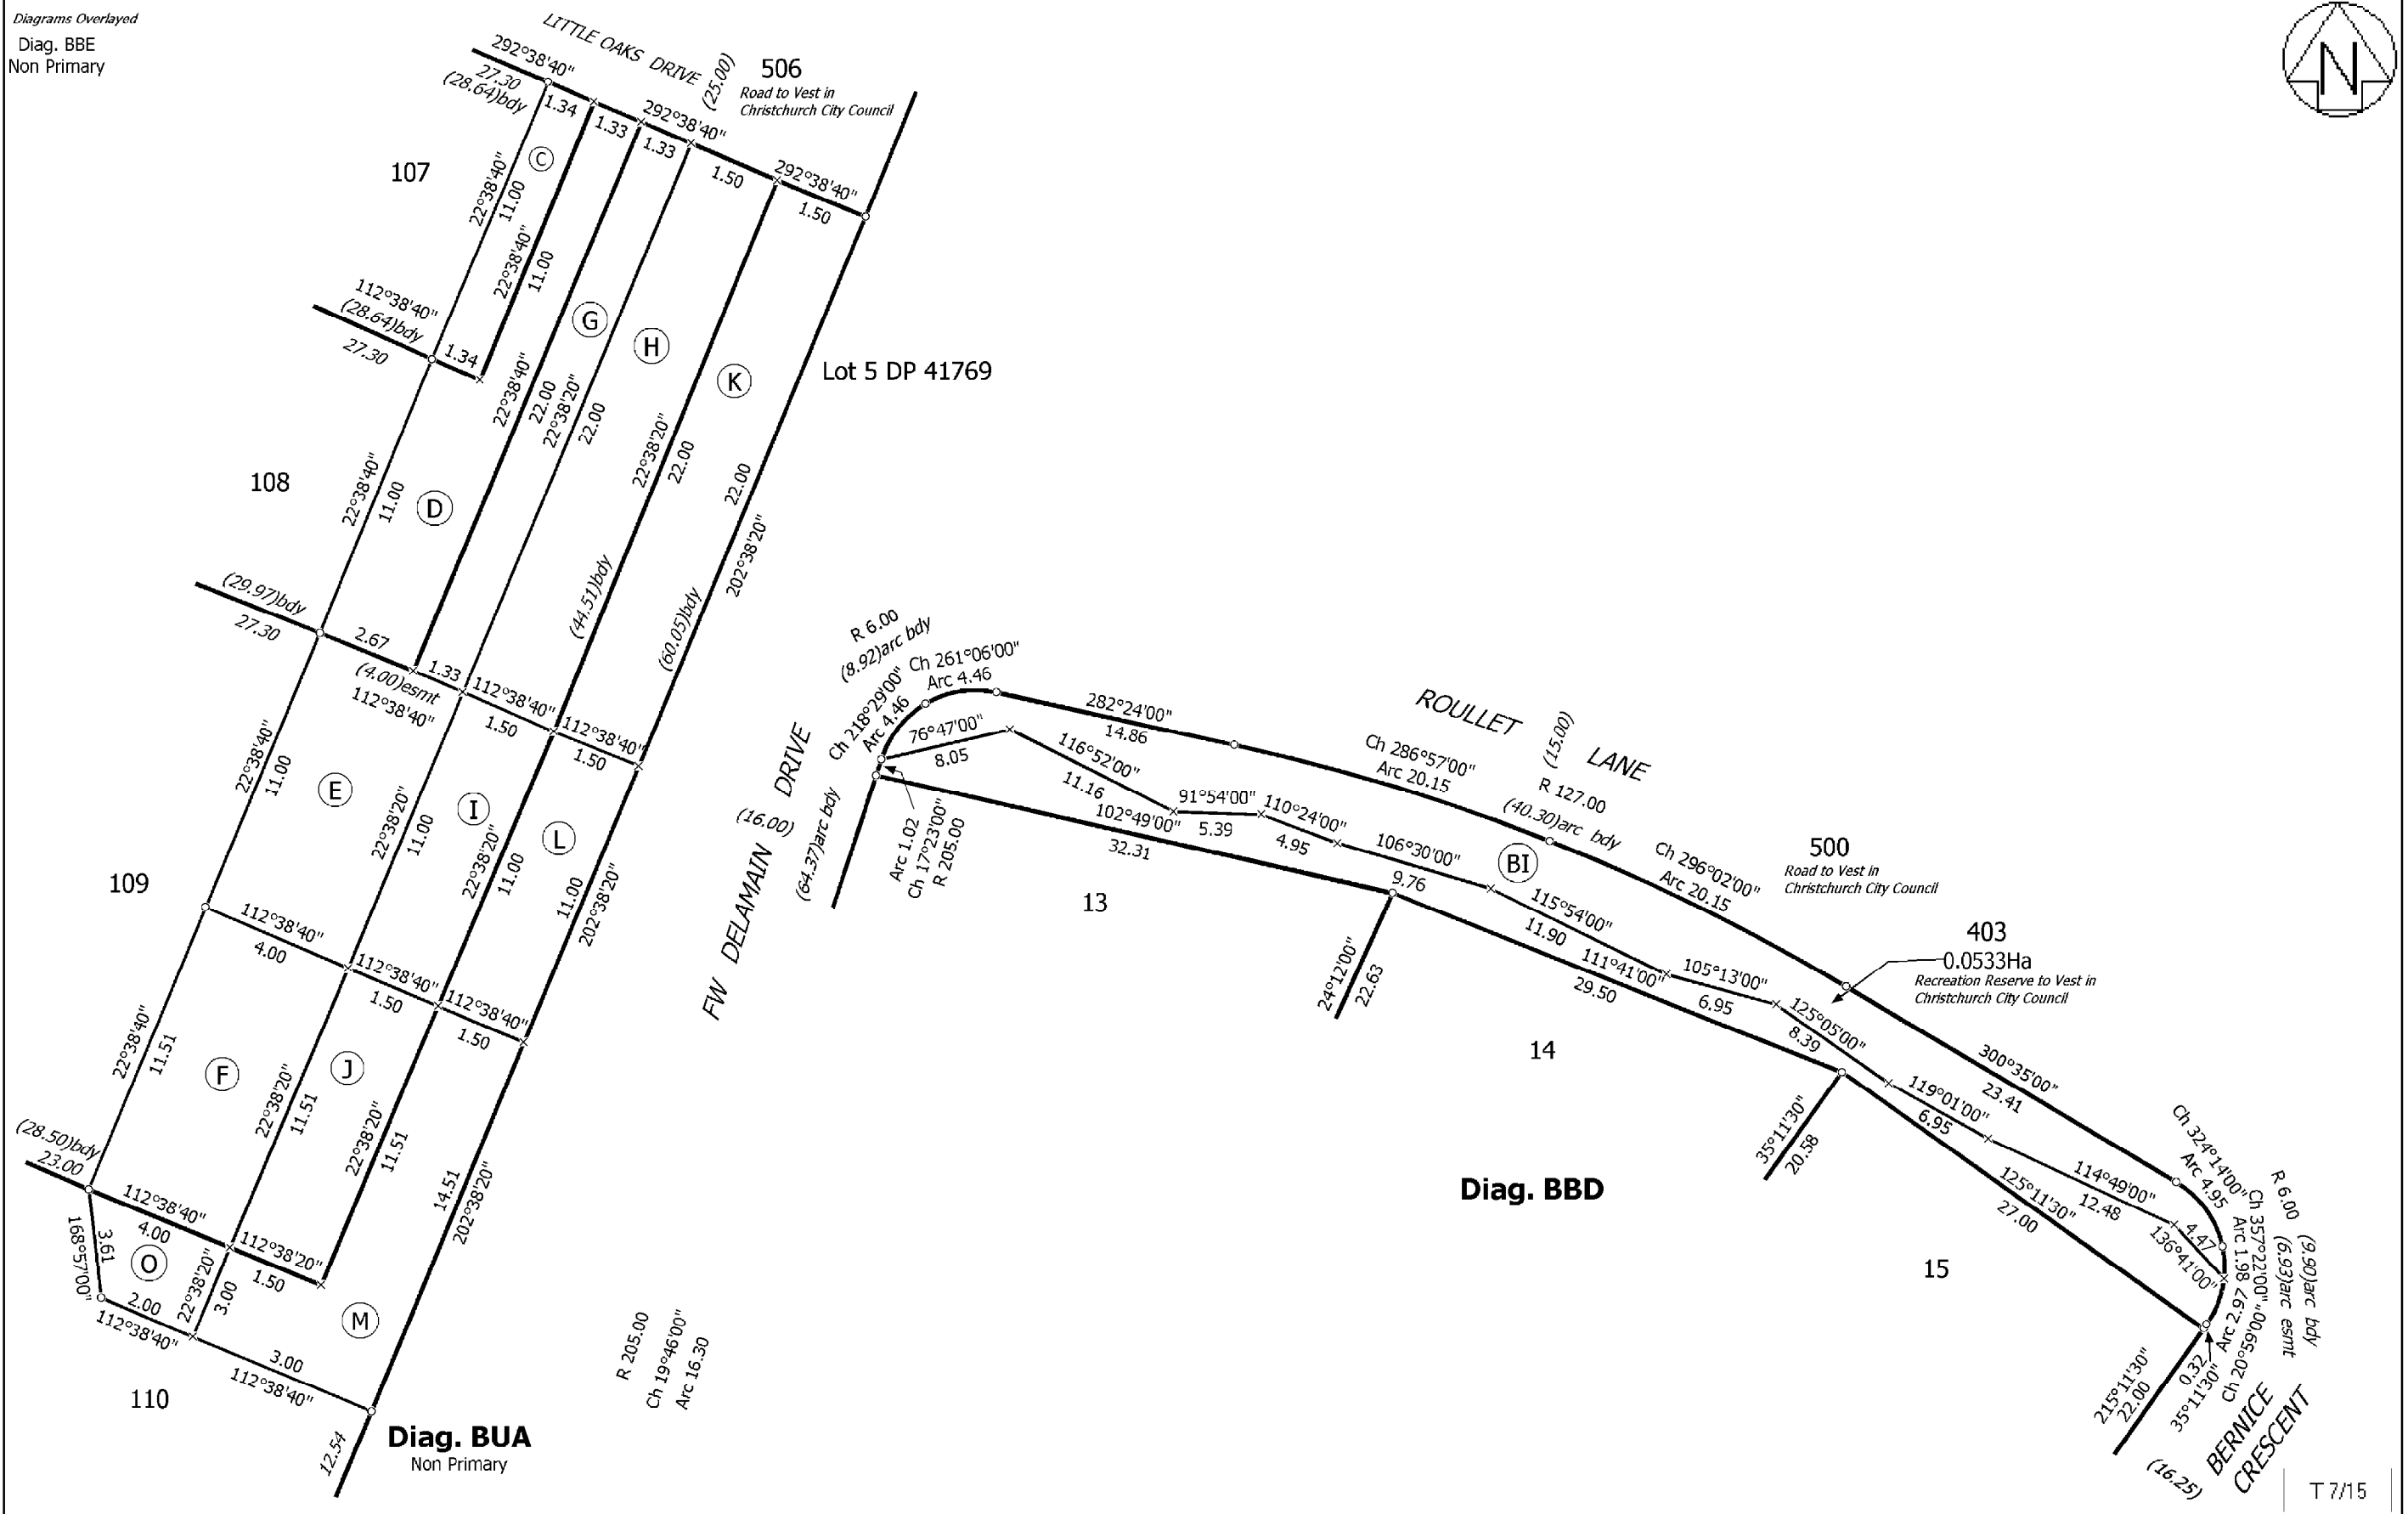 Diagrams Overlayed
Diag. BBE
Non Primary
LITTLE OAKS DRIVE
(25.00)
506
Road to Vest in
Christchurch City Council
N
292°38'40"
27.30
(28.64)bdy
1.34
1.33
292°38'40"
1.33
1.50
292°38'40"
1.50
107
22°38'40"
11.00
C
22°38'40"
11.00
112°38'40"
(28.64)bdy
27.30
1.34
G
H
K
Lot 5 DP 41769
22°38'40"
22.00
22°38'20"
22.00
22°38'20"
22.00
22.00
202°38'20"
108
22°38'40"
11.00
D
(44.51)bdy
(60.05)bdy
(29.97)bdy
27.30
2.67
(4.00)esmt
112°38'40"
1.33
112°38'40"
1.50
112°38'40"
1.50
22°38'40"
11.00
E
22°38'20"
11.00
I
22°38'20"
11.00
L
11.00
202°38'20"
109
112°38'40"
4.00
112°38'40"
1.50
112°38'40"
1.50
22°38'40"
11.51
F
22°38'20"
11.51
J
22°38'20"
11.51
14.51
202°38'20"
(28.50)bdy
23.00
112°38'40"
4.00
112°38'20"
1.50
168°57'00"
3.61
O
22°38'20"
3.00
2.00
112°38'40"
M
3.00
112°38'40"
110
12.54
Diag. BUA
Non Primary
R 205.00
Ch 19°46'00"
Arc 16.30
FW DELAMAIN DRIVE
(16.00)
(64.37)arc bdy
R 6.00
(8.92)arc bdy
Ch 218°29'00"
Arc 4.46
Ch 261°06'00"
Arc 4.46
76°47'00"
8.05
Arc 1.02
Ch 17°23'00"
R 205.00
282°24'00"
14.86
116°52'00"
11.16
102°49'00"
32.31
91°54'00"
5.39
110°24'00"
4.95
ROULLET LANE
(15.00)
Ch 286°57'00"
Arc 20.15
R 127.00
(40.30)arc bdy
106°30'00"
9.76
BI
Ch 296°02'00"
Arc 20.15
500
Road to Vest in
Christchurch City Council
403
0.0533Ha
Recreation Reserve to Vest in
Christchurch City Council
13
24°12'00"
22.63
115°54'00"
11.90
111°41'00"
29.50
105°13'00"
6.95
125°05'00"
8.39
14
35°11'30"
20.58
119°01'00"
6.95
300°35'00"
23.41
125°11'30"
27.00
114°49'00"
12.48
136°41'00"
4.47
15
Diag. BBD
Ch 324°14'00"
Arc 4.95
R 6.00
(9.90)arc bdy
(6.93)arc esmt
Ch 357°22'00"
Arc 1.98
Ch 20°59'00"
Arc 2.97
0.32
35°11'30"
215°11'30"
22.00
BERNICE
CRESCENT
(16.25)
T 7/15